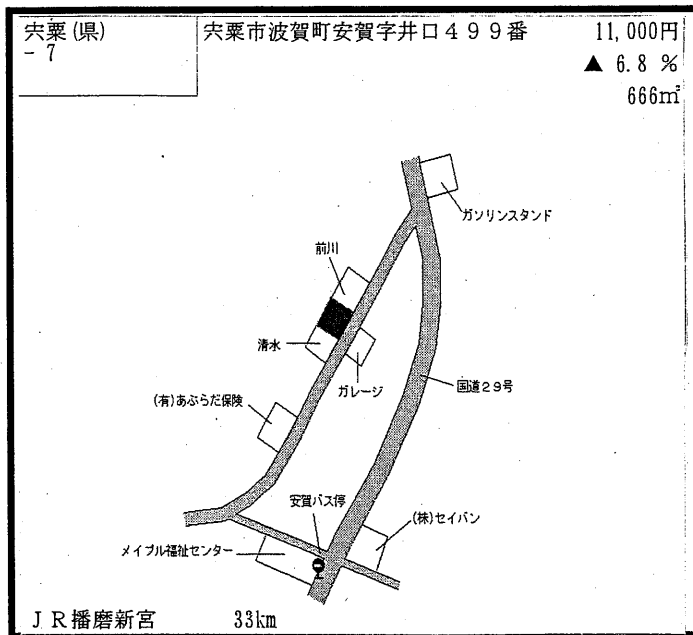 宍粟(県)
-7
宍粟市波賀町安賀字井口499番
11,000円
▲ 6.8 %
666㎡
ガソリンスタンド
前川
清水
ガレージ
国道29号
(有)あぶらだ保険
安賀バス停
(株)セイバン
メイプル福祉センター
JR播磨新宮 33km